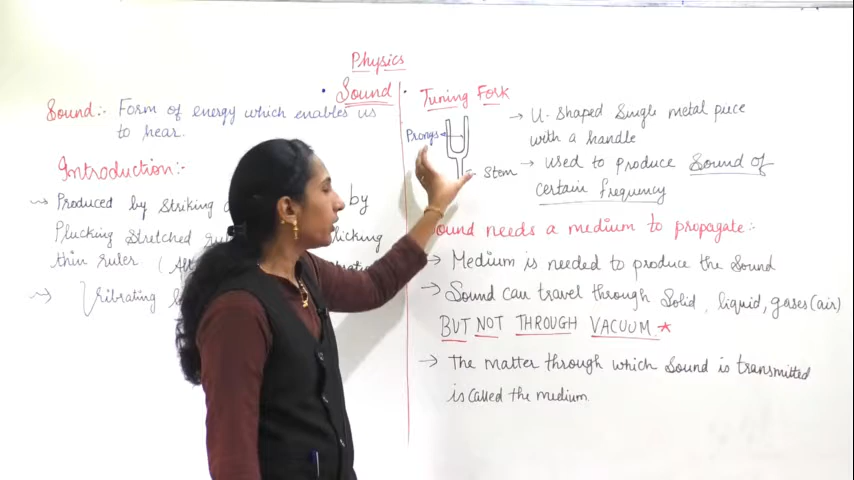 Physics
Sound
Sound:- Form of energy which enables us
to hear.
Introduction:-
Produced by Striking by
Plucking Stretched flicking
thin ruler (
Vibrating
Tuning Fork
Prongs
Stem
→ U-shaped Single metal piece
with a handle
→ used to produce Sound of
certain frequency
ound needs a medium to propagate:-
→ Medium is needed to produce the Sound
→ Sound can travel through Solid, liquid, gases (air)
BUT NOT THROUGH VACUUM.*
→ The matter through which Sound is transmitted
is called the medium.